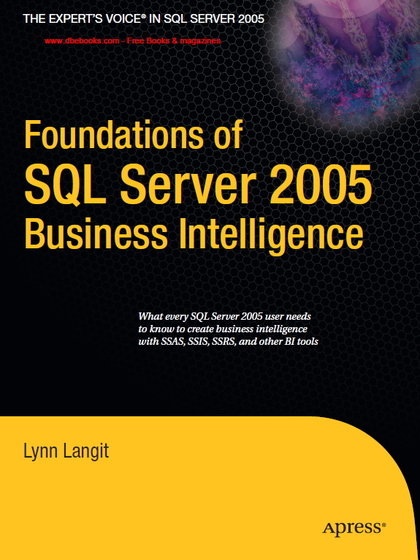 THE EXPERT'S VOICE® IN SQL SERVER 2005
www.dbebooks.com - Free Books & magazines
Foundations of
SQL Server 2005
Business Intelligence
What every SQL Server 2005 user needs
to know to create business intelligence
with SSAS, SSIS, SSRS, and other BI tools
Lynn Langit
Apress®